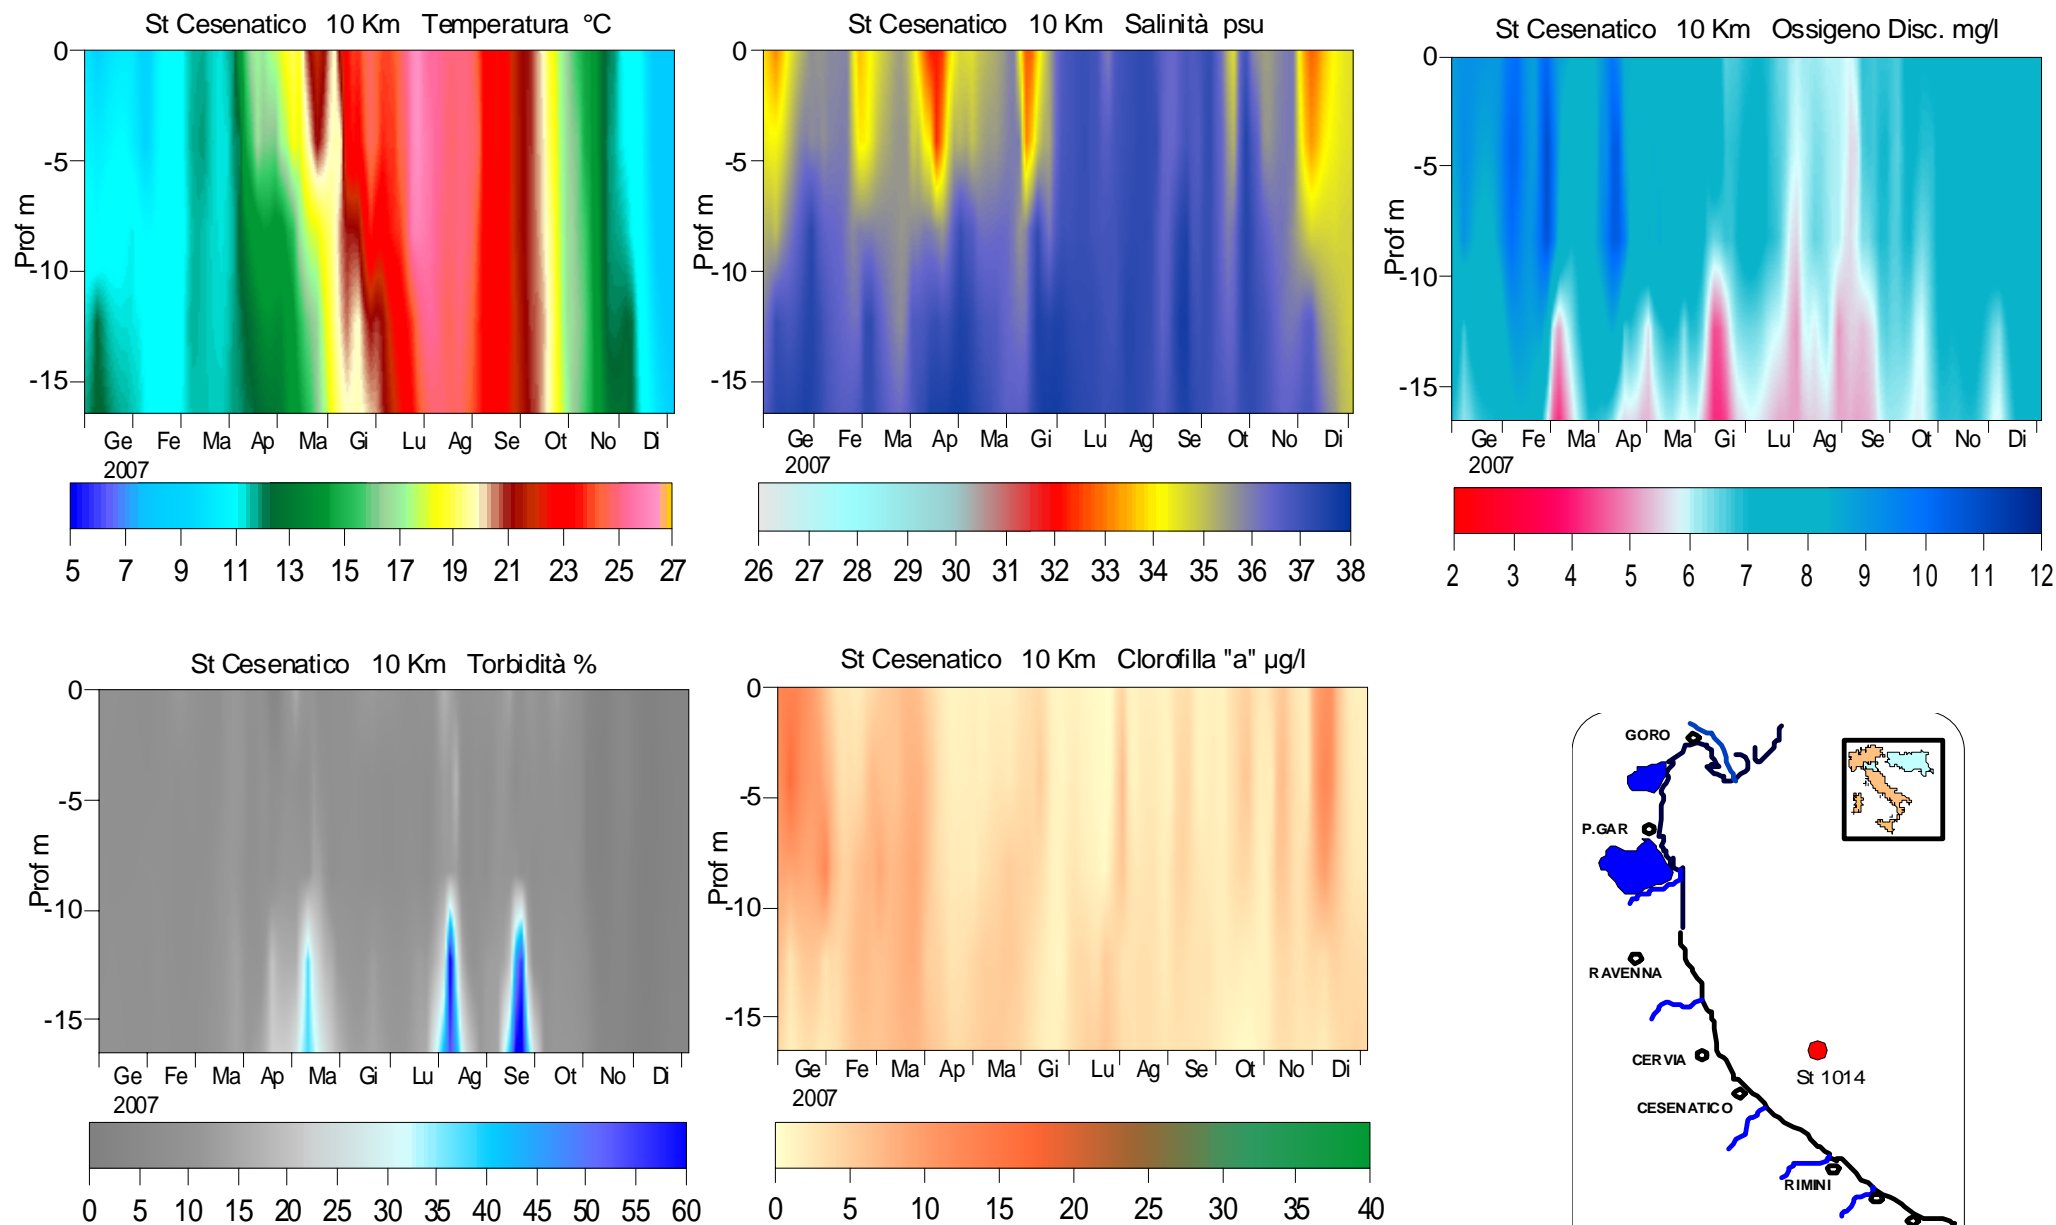 St Cesenatico 10 Km Temperatura °C
0
-5
-10
-15
Prof m
Ge Fe Ma Ap Ma Gi Lu Ag Se Ot No Di
2007
5 7 9 11 13 15 17 19 21 23 25 27
St Cesenatico 10 Km Salinità psu
0
-5
-10
-15
Prof m
Ge Fe Ma Ap Ma Gi Lu Ag Se Ot No Di
2007
26 27 28 29 30 31 32 33 34 35 36 37 38
St Cesenatico 10 Km Ossigeno Disc. mg/l
0
-5
-10
-15
Prof m
Ge Fe Ma Ap Ma Gi Lu Ag Se Ot No Di
2007
2 3 4 5 6 7 8 9 10 11 12
St Cesenatico 10 Km Torbidità %
0
-5
-10
-15
Prof m
Ge Fe Ma Ap Ma Gi Lu Ag Se Ot No Di
2007
0 5 10 15 20 25 30 35 40 45 50 55 60
St Cesenatico 10 Km Clorofilla "a" µg/l
0
-5
-10
-15
Prof m
Ge Fe Ma Ap Ma Gi Lu Ag Se Ot No Di
2007
0 5 10 15 20 25 30 35 40
GORO
P.GAR
RAVENNA
CERVIA
St 1014
CESENATICO
RIMINI